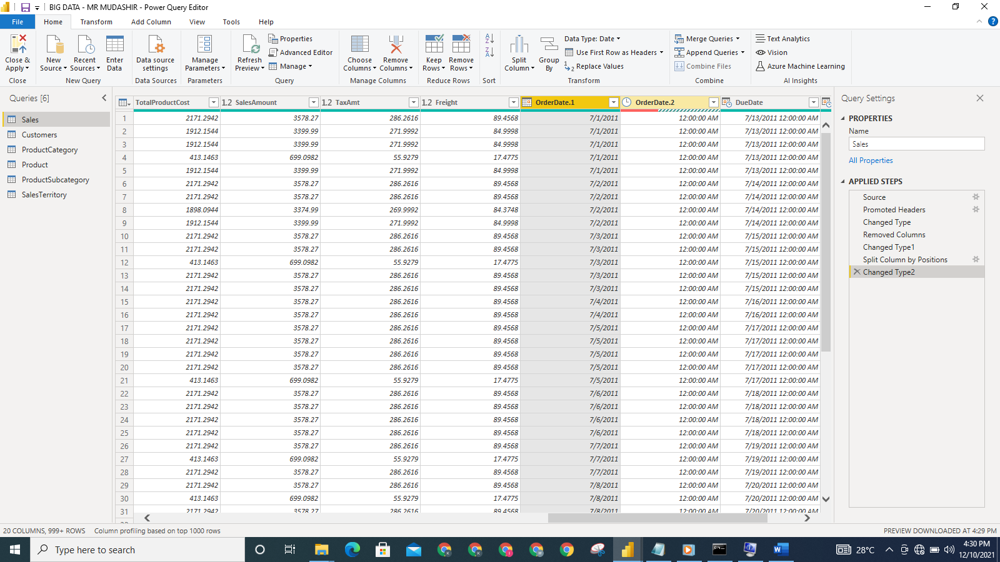 BIG DATA - MR MUDASHIR - Power Query Editor
File Home Transform Add Column View Tools Help
Close & Apply
New Source
Recent Sources
Enter Data
Data source settings
Manage Parameters
Refresh Preview
Properties
Advanced Editor
Manage
Choose Columns
Remove Columns
Keep Rows
Remove Rows
Split Column
Group By
Data Type: Date
Use First Row as Headers
Replace Values
Merge Queries
Append Queries
Combine Files
Text Analytics
Vision
Azure Machine Learning
Close New Query Data Sources Parameters Query Manage Columns Reduce Rows Sort Transform Combine AI Insights
Queries [6]
Sales
Customers
ProductCategory
Product
ProductSubcategory
SalesTerritory
TotalProductCost 1.2 SalesAmount 1.2 TaxAmt 1.2 Freight OrderDate.1 OrderDate.2 DueDate
1 2171.2942 3578.27 286.2616 89.4568 7/1/2011 12:00:00 AM 7/13/2011 12:00:00 AM
2 1912.1544 3399.99 271.9992 84.9998 7/1/2011 12:00:00 AM 7/13/2011 12:00:00 AM
3 1912.1544 3399.99 271.9992 84.9998 7/1/2011 12:00:00 AM 7/13/2011 12:00:00 AM
4 413.1463 699.0982 55.9279 17.4775 7/1/2011 12:00:00 AM 7/13/2011 12:00:00 AM
5 1912.1544 3399.99 271.9992 84.9998 7/1/2011 12:00:00 AM 7/13/2011 12:00:00 AM
6 2171.2942 3578.27 286.2616 89.4568 7/2/2011 12:00:00 AM 7/14/2011 12:00:00 AM
7 2171.2942 3578.27 286.2616 89.4568 7/2/2011 12:00:00 AM 7/14/2011 12:00:00 AM
8 1898.0944 3374.99 269.9992 84.3748 7/2/2011 12:00:00 AM 7/14/2011 12:00:00 AM
9 1912.1544 3399.99 271.9992 84.9998 7/2/2011 12:00:00 AM 7/14/2011 12:00:00 AM
10 2171.2942 3578.27 286.2616 89.4568 7/3/2011 12:00:00 AM 7/15/2011 12:00:00 AM
11 2171.2942 3578.27 286.2616 89.4568 7/3/2011 12:00:00 AM 7/15/2011 12:00:00 AM
12 413.1463 699.0982 55.9279 17.4775 7/3/2011 12:00:00 AM 7/15/2011 12:00:00 AM
13 2171.2942 3578.27 286.2616 89.4568 7/3/2011 12:00:00 AM 7/15/2011 12:00:00 AM
14 2171.2942 3578.27 286.2616 89.4568 7/3/2011 12:00:00 AM 7/15/2011 12:00:00 AM
15 2171.2942 3578.27 286.2616 89.4568 7/4/2011 12:00:00 AM 7/16/2011 12:00:00 AM
16 2171.2942 3578.27 286.2616 89.4568 7/4/2011 12:00:00 AM 7/16/2011 12:00:00 AM
17 2171.2942 3578.27 286.2616 89.4568 7/5/2011 12:00:00 AM 7/17/2011 12:00:00 AM
18 2171.2942 3578.27 286.2616 89.4568 7/5/2011 12:00:00 AM 7/17/2011 12:00:00 AM
19 2171.2942 3578.27 286.2616 89.4568 7/5/2011 12:00:00 AM 7/17/2011 12:00:00 AM
20 2171.2942 3578.27 286.2616 89.4568 7/5/2011 12:00:00 AM 7/17/2011 12:00:00 AM
21 413.1463 699.0982 55.9279 17.4775 7/5/2011 12:00:00 AM 7/17/2011 12:00:00 AM
22 2171.2942 3578.27 286.2616 89.4568 7/6/2011 12:00:00 AM 7/18/2011 12:00:00 AM
23 2171.2942 3578.27 286.2616 89.4568 7/6/2011 12:00:00 AM 7/18/2011 12:00:00 AM
24 2171.2942 3578.27 286.2616 89.4568 7/6/2011 12:00:00 AM 7/18/2011 12:00:00 AM
25 2171.2942 3578.27 286.2616 89.4568 7/6/2011 12:00:00 AM 7/18/2011 12:00:00 AM
26 2171.2942 3578.27 286.2616 89.4568 7/7/2011 12:00:00 AM 7/19/2011 12:00:00 AM
27 413.1463 699.0982 55.9279 17.4775 7/7/2011 12:00:00 AM 7/19/2011 12:00:00 AM
28 2171.2942 3578.27 286.2616 89.4568 7/7/2011 12:00:00 AM 7/19/2011 12:00:00 AM
29 2171.2942 3578.27 286.2616 89.4568 7/8/2011 12:00:00 AM 7/20/2011 12:00:00 AM
30 413.1463 699.0982 55.9279 17.4775 7/8/2011 12:00:00 AM 7/20/2011 12:00:00 AM
31 2171.2942 3578.27 286.2616 89.4568 7/8/2011 12:00:00 AM 7/20/2011 12:00:00 AM
Query Settings
PROPERTIES
Name
Sales
All Properties
APPLIED STEPS
Source
Promoted Headers
Changed Type
Removed Columns
Changed Type1
Split Column by Positions
Changed Type2
20 COLUMNS, 999+ ROWS Column profiling based on top 1000 rows
PREVIEW DOWNLOADED AT 4:29 PM
Type here to search
28°C
4:30 PM
12/10/2021